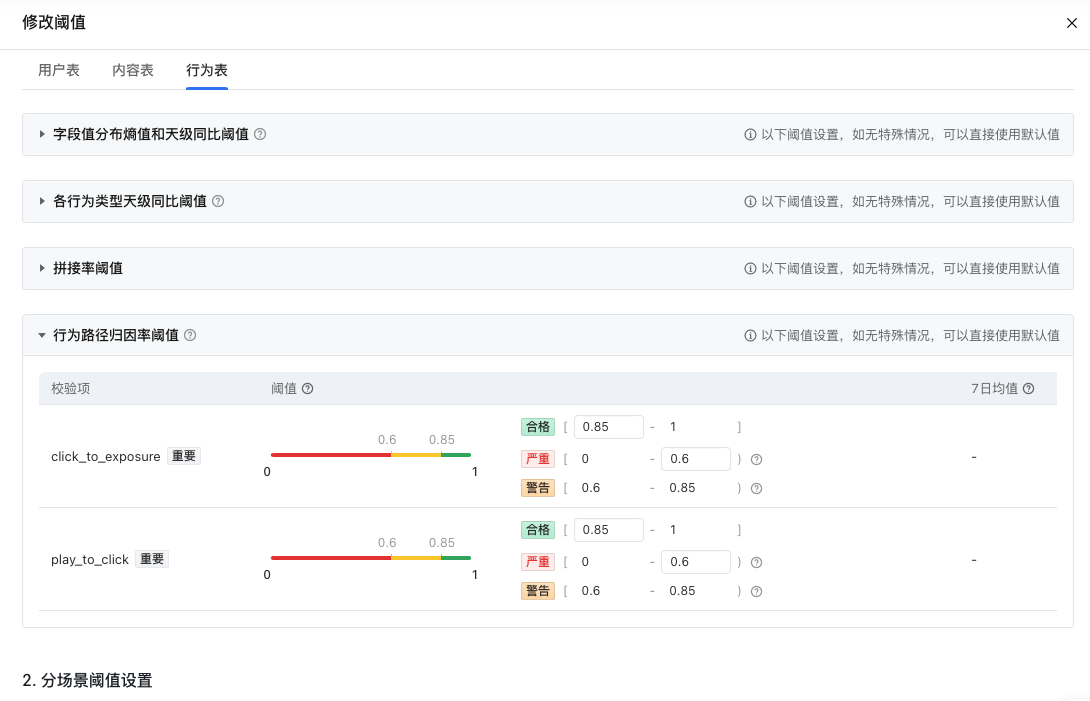 修改阈值
用户表 内容表 行为表
字段值分布熵值和天级同比阈值 以下阈值设置，如无特殊情况，可以直接使用默认值
各行为类型天级同比阈值 以下阈值设置，如无特殊情况，可以直接使用默认值
拼接率阈值 以下阈值设置，如无特殊情况，可以直接使用默认值
行为路径归因率阈值 以下阈值设置，如无特殊情况，可以直接使用默认值
校验项 阈值 7日均值
click_to_exposure 重要
0.6 0.85
0 1
合格 [ 0.85 - 1 ]
严重 [ 0 - 0.6 )
警告 [ 0.6 - 0.85 )
-
play_to_click 重要
0.6 0.85
0 1
合格 [ 0.85 - 1 ]
严重 [ 0 - 0.6 )
警告 [ 0.6 - 0.85 )
-
2. 分场景阈值设置